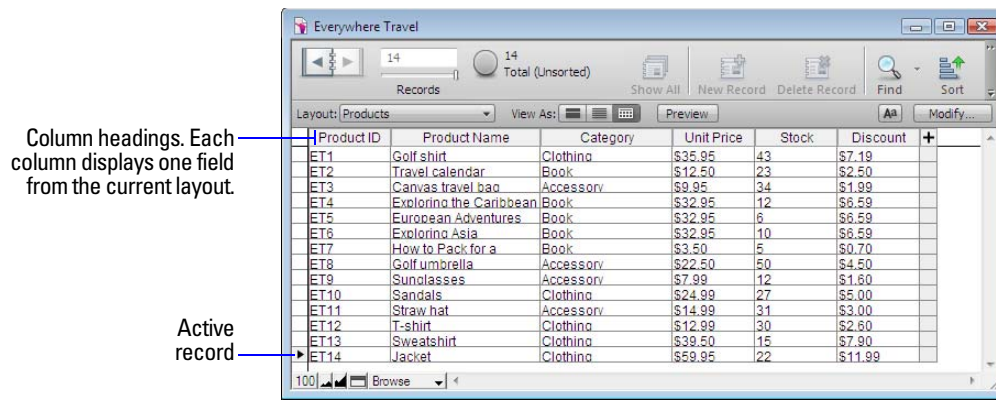 Everywhere Travel
14
14
Total (Unsorted)
Records
Show All
New Record
Delete Record
Find
Sort
Layout: Products
View As:
Preview
Aa
Modify...
Column headings. Each
column displays one field
from the current layout.
Product ID Product Name Category Unit Price Stock Discount +
ET1 Golf shirt Clothing $35.95 43 $7.19
ET2 Travel calendar Book $12.50 23 $2.50
ET3 Canvas travel bag Accessory $9.95 34 $1.99
ET4 Exploring the Caribbean Book $32.95 12 $6.59
ET5 European Adventures Book $32.95 6 $6.59
ET6 Exploring Asia Book $32.95 10 $6.59
ET7 How to Pack for a Book $3.50 5 $0.70
ET8 Golf umbrella Accessory $22.50 50 $4.50
ET9 Sunglasses Accessory $7.99 12 $1.60
ET10 Sandals Clothing $24.99 27 $5.00
ET11 Straw hat Accessory $14.99 31 $3.00
ET12 T-shirt Clothing $12.99 30 $2.60
ET13 Sweatshirt Clothing $39.50 15 $7.90
ET14 Jacket Clothing $59.95 22 $11.99
Active
record
100 Browse